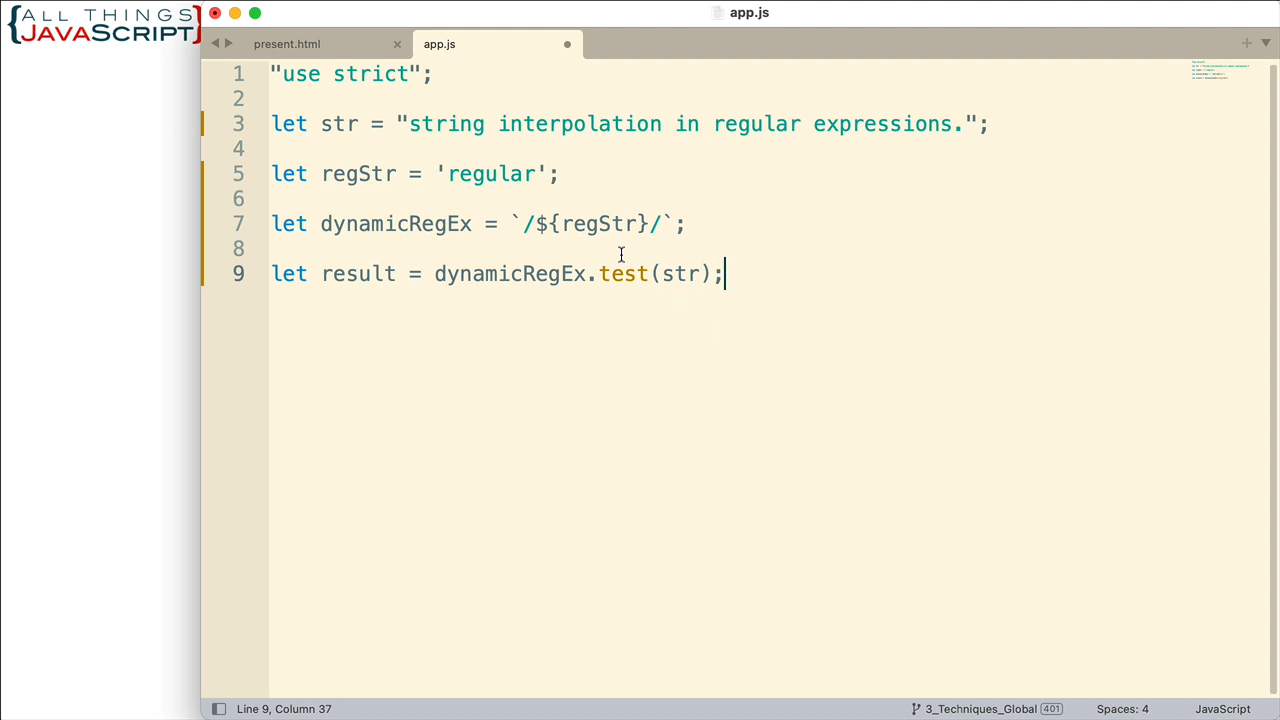 ALL THINGS
JAVASCRIPT
app.js
present.html
app.js
1 "use strict";
2
3 let str = "string interpolation in regular expressions.";
4
5 let regStr = 'regular';
6
7 let dynamicRegEx = `/${regStr}/`;
8
9 let result = dynamicRegEx.test(str);
Line 9, Column 37
3_Techniques_Global 401
Spaces: 4
JavaScript